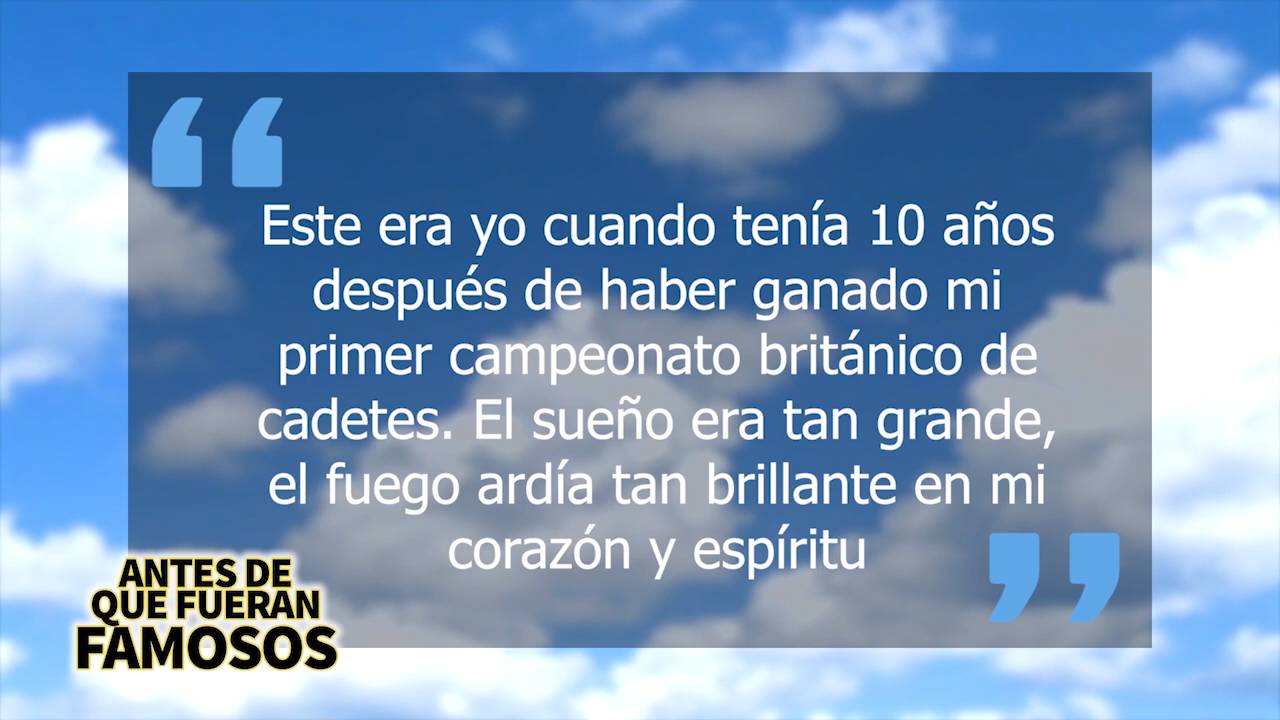 Este era yo cuando tenía 10 años
después de haber ganado mi
primer campeonato británico de
cadetes. El sueño era tan grande,
el fuego ardía tan brillante en mi
corazón y espíritu
ANTES DE
QUE FUERAN
FAMOSOS